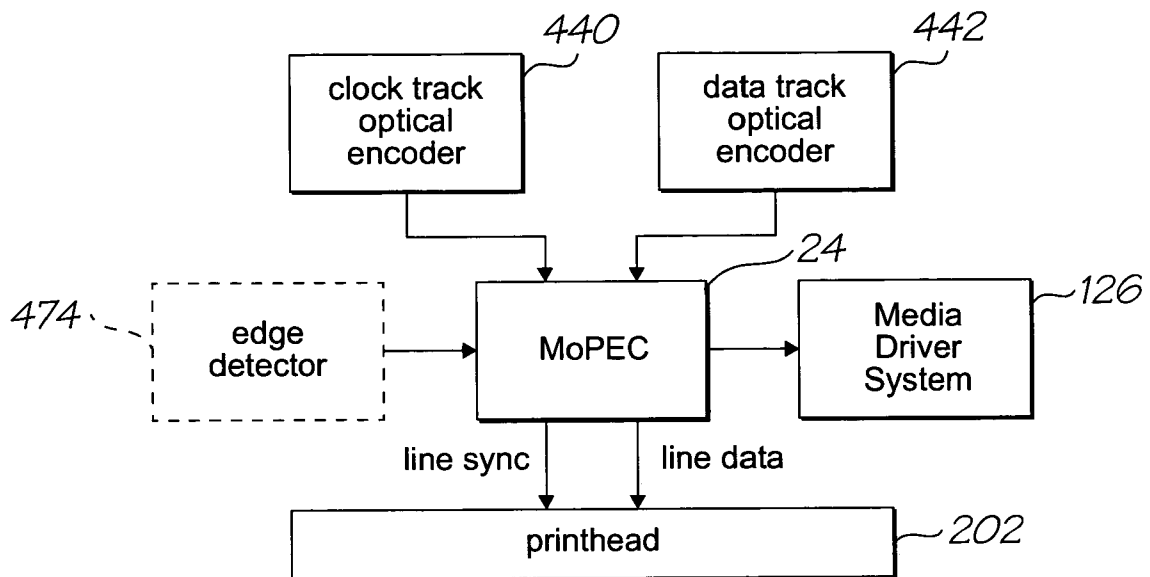 440
442
clock track
optical
encoder
data track
optical
encoder
24
474
edge
detector
MoPEC
126
Media
Driver
System
line sync
line data
printhead
202